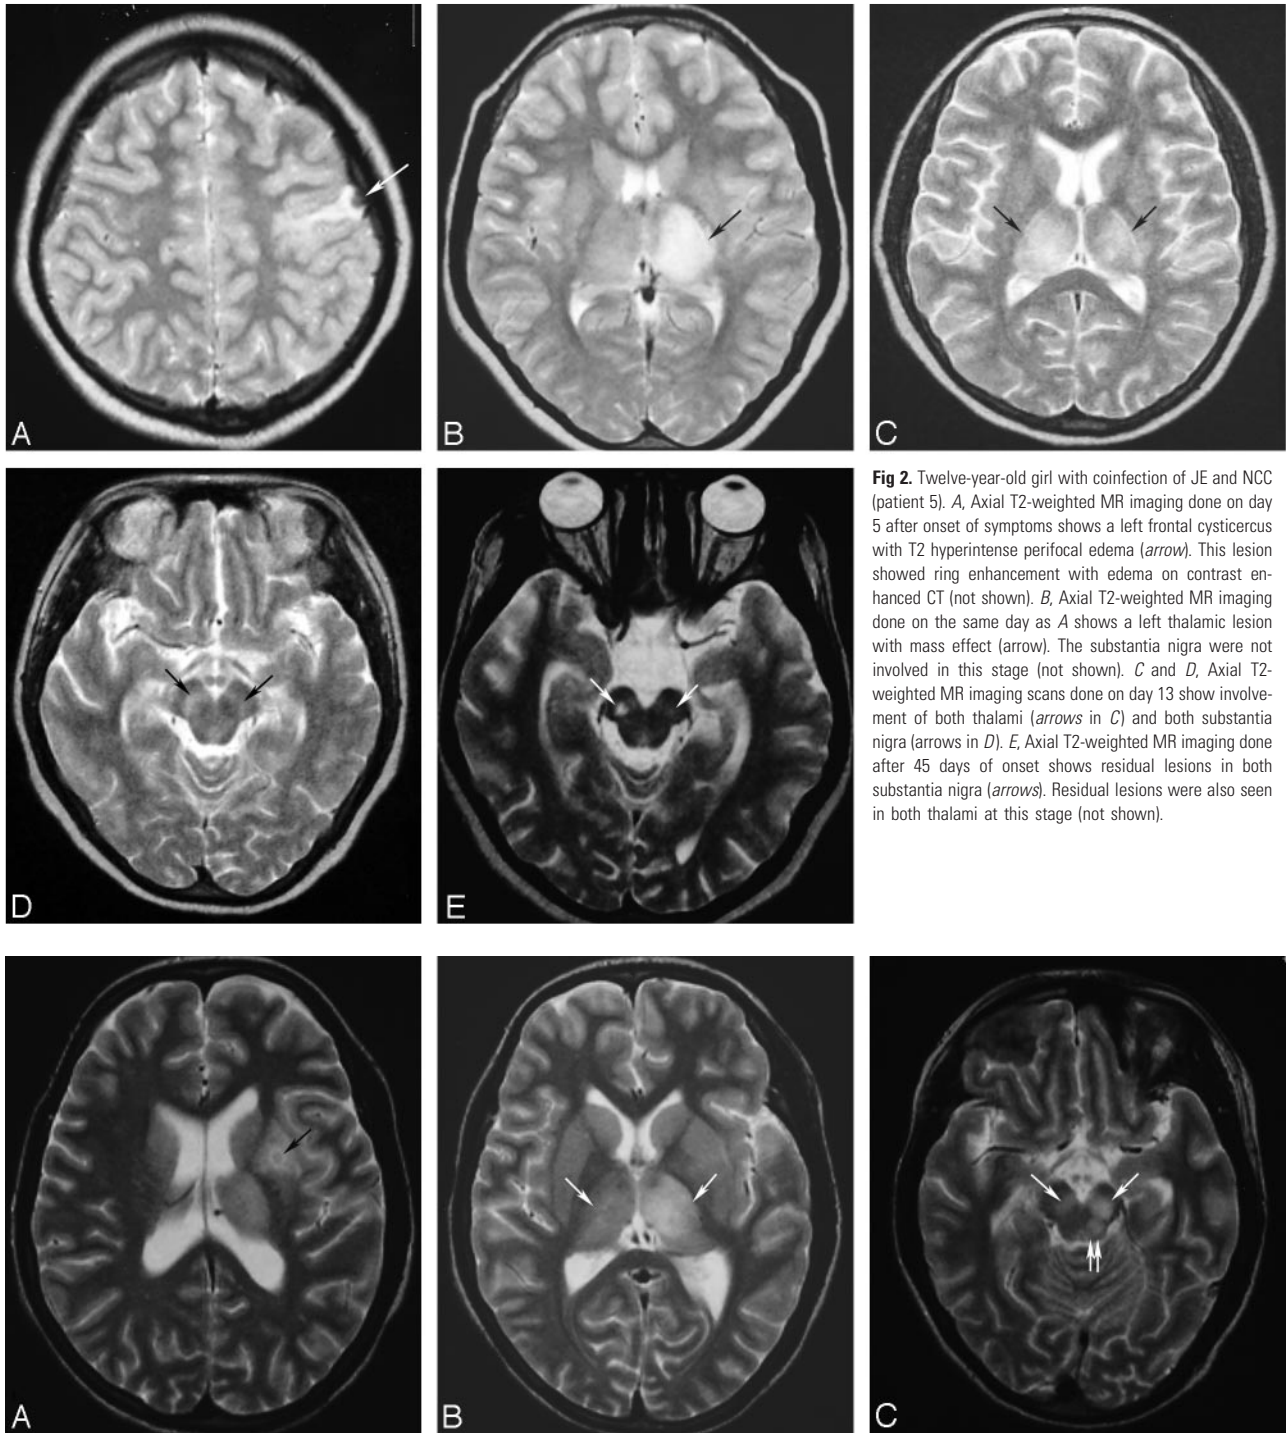 A
B
C
Fig 2. Twelve-year-old girl with coinfection of JE and NCC
(patient 5). A, Axial T2-weighted MR imaging done on day
5 after onset of symptoms shows a left frontal cysticercus
with T2 hyperintense perifocal edema (arrow). This lesion
showed ring enhancement with edema on contrast en-
hanced CT (not shown). B, Axial T2-weighted MR imaging
done on the same day as A shows a left thalamic lesion
with mass effect (arrow). The substantia nigra were not
involved in this stage (not shown). C and D, Axial T2-
weighted MR imaging scans done on day 13 show involve-
ment of both thalami (arrows in C) and both substantia
nigra (arrows in D). E, Axial T2-weighted MR imaging done
after 45 days of onset shows residual lesions in both
substantia nigra (arrows). Residual lesions were also seen
in both thalami at this stage (not shown).
D
E
A
B
C